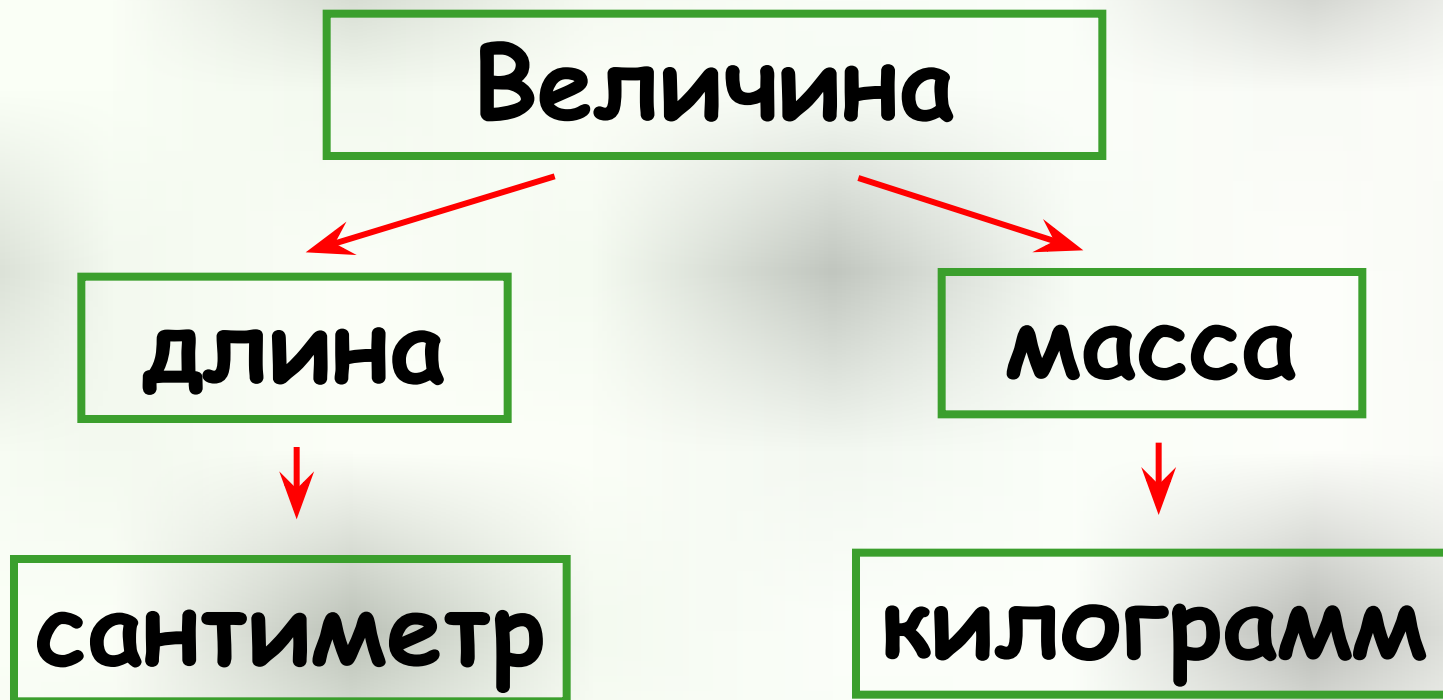 Величина
длина
масса
сантиметр
килограмм